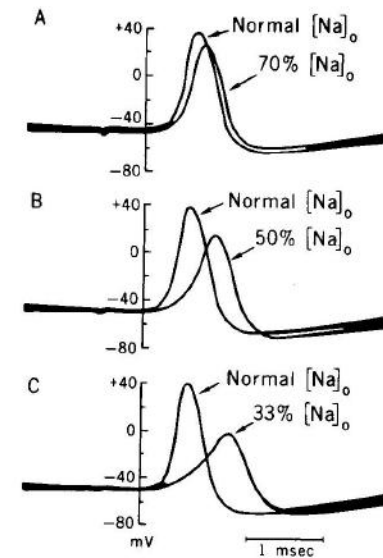 A
+40
Normal [Na]o
0
70% [Na]o
-40
-80
B
+40
Normal [Na]o
50% [Na]o
0
-40
-80
C
+40
Normal [Na]o
33% [Na]o
0
-40
-80
mV
1 msec